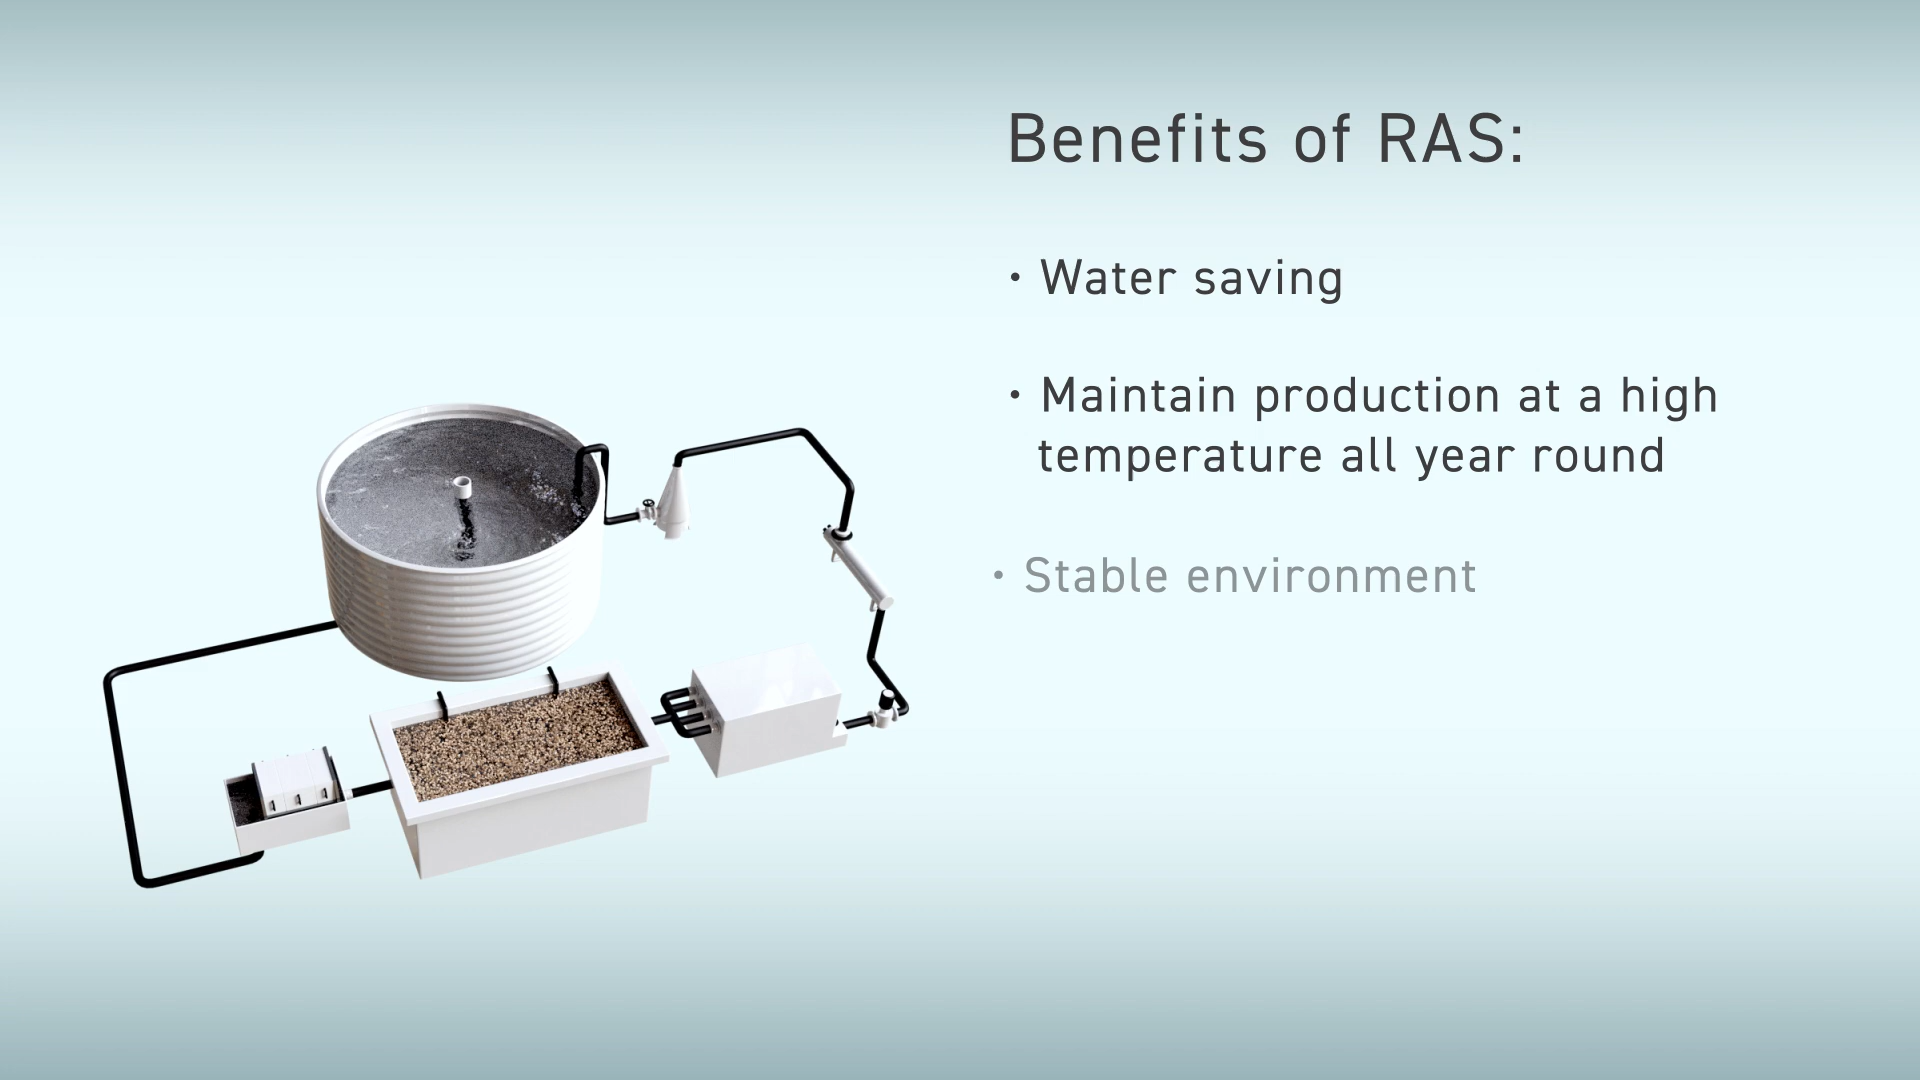 Benefits of RAS:
• Water saving
• Maintain production at a high
temperature all year round
• Stable environment